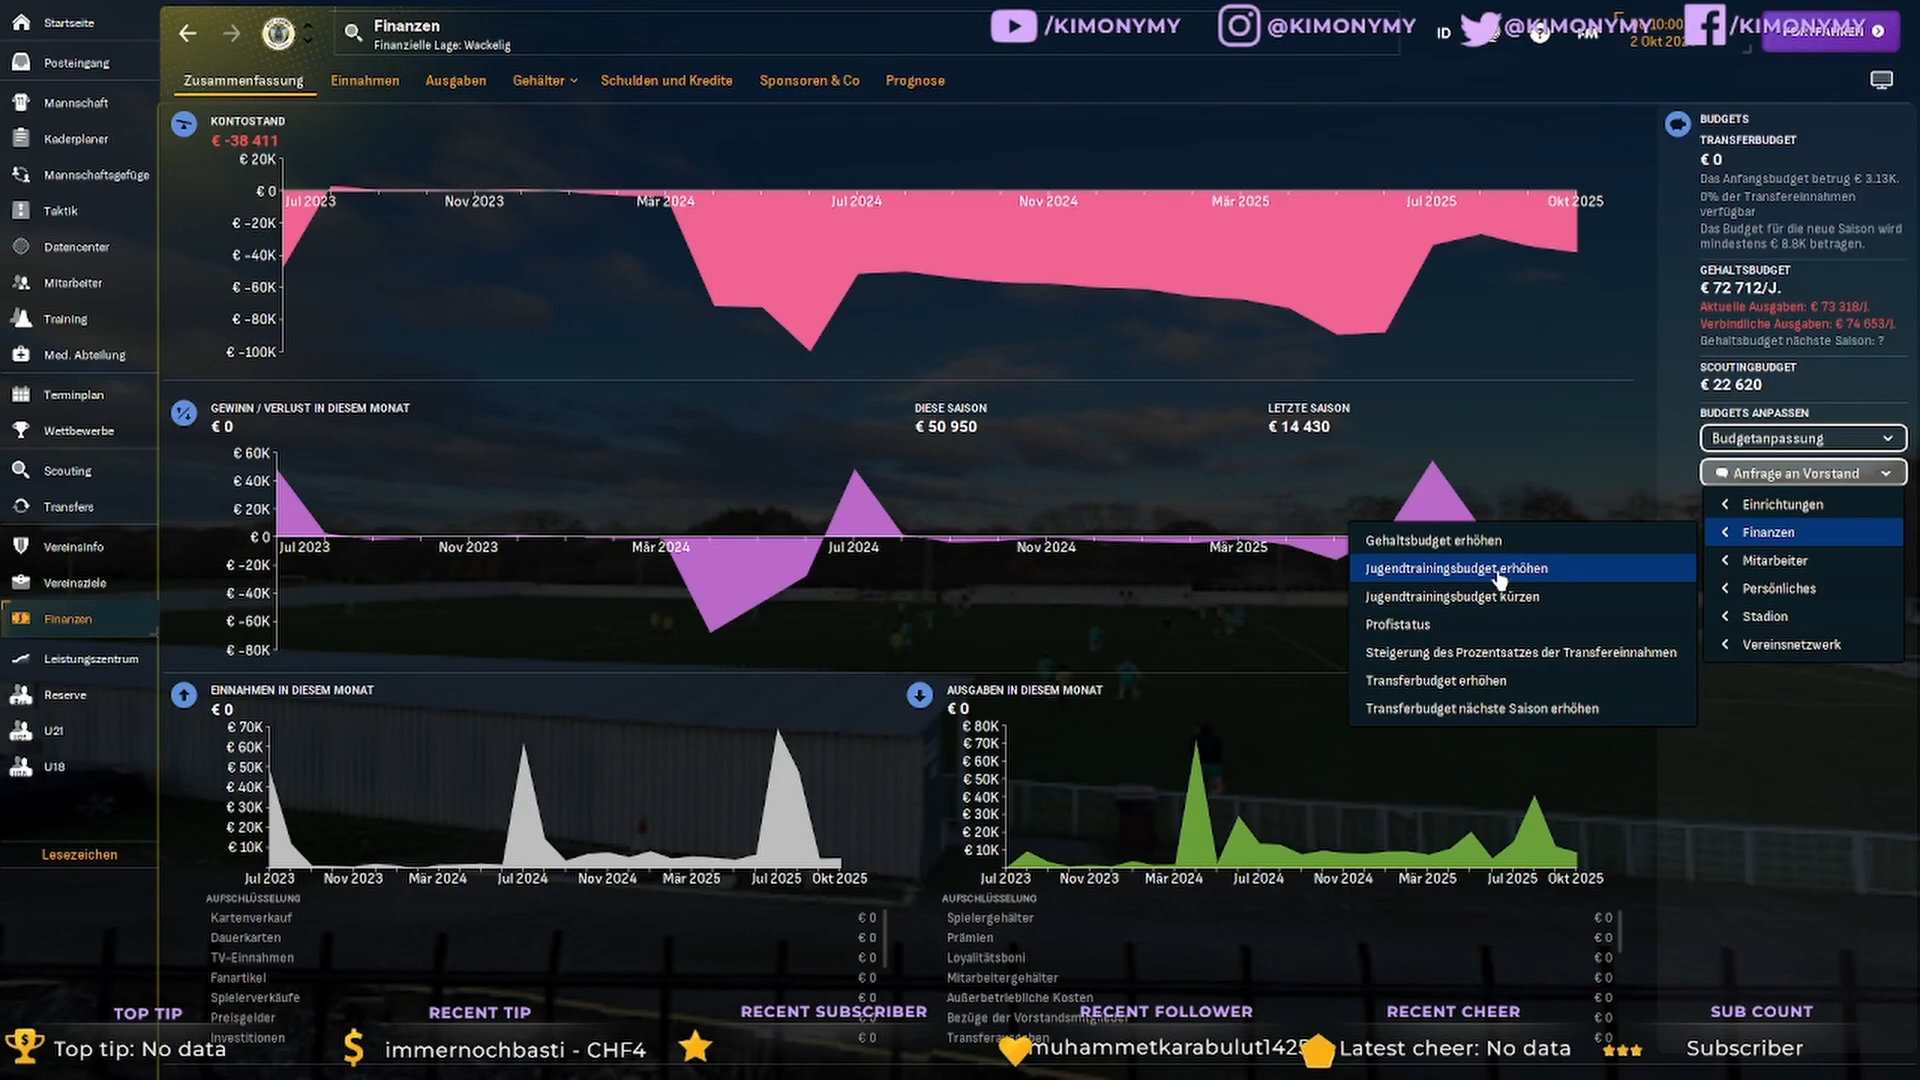 Startseite
Posteingang
Mannschaft
Kaderplaner
Mannschaftsgefüge
Taktik
Datencenter
Mitarbeiter
Training
Med. Abteilung
Terminplan
Wettbewerbe
Scouting
Transfers
Vereinsinfo
Vereinsziele
Finanzen
Leistungszentrum
Reserve
U21
U18
Lesezeichen
Finanzen
Finanzielle Lage: Wackelig
/KIMONYMY
@KIMONYMY
@KIMONYMY
/KIMONYMY
ID
10:00
2 Okt
Zusammenfassung
Einnahmen
Ausgaben
Gehälter
Schulden und Kredite
Sponsoren & Co
Prognose
KONTOSTAND
€ -38 411
€ 20K
€ 0
€ -20K
€ -40K
€ -60K
€ -80K
€ -100K
Jul 2023
Nov 2023
Mär 2024
Jul 2024
Nov 2024
Mär 2025
Jul 2025
Okt 2025
GEWINN / VERLUST IN DIESEM MONAT
€ 0
DIESE SAISON
€ 50 950
LETZTE SAISON
€ 14 430
€ 60K
€ 40K
€ 20K
€ 0
€ -20K
€ -40K
€ -60K
€ -80K
Jul 2023
Nov 2023
Mär 2024
Jul 2024
Nov 2024
Mär 2025
EINNAHMEN IN DIESEM MONAT
€ 0
€ 70K
€ 60K
€ 50K
€ 40K
€ 30K
€ 20K
€ 10K
Jul 2023
Nov 2023
Mär 2024
Jul 2024
Nov 2024
Mär 2025
Jul 2025
Okt 2025
AUFSCHLÜSSELUNG
Kartenverkauf € 0
Dauerkarten € 0
TV-Einnahmen € 0
Fanartikel € 0
Spielerverkäufe € 0
Preisgelder € 0
Investitionen € 0
AUSGABEN IN DIESEM MONAT
€ 0
€ 80K
€ 70K
€ 60K
€ 50K
€ 40K
€ 30K
€ 20K
€ 10K
Jul 2023
Nov 2023
Mär 2024
Jul 2024
Nov 2024
Mär 2025
Jul 2025
Okt 2025
AUFSCHLÜSSELUNG
Spielergehälter € 0
Prämien € 0
Loyalitätsboni € 0
Mitarbeitergehälter € 0
Außerbetriebliche Kosten € 0
Bezüge der Vorstandsmitglieder € 0
Transferausgaben € 0
BUDGETS
TRANSFERBUDGET
€ 0
Das Anfangsbudget betrug € 3.13K.
0% der Transfereinnahmen
verfügbar
Das Budget für die neue Saison wird
mindestens € 8.8K betragen.
GEHALTSBUDGET
€ 72 712/J.
Aktuelle Ausgaben: € 73 318/J.
Verbindliche Ausgaben: € 74 653/J.
Gehaltsbudget nächste Saison: ?
SCOUTINGBUDGET
€ 22 620
BUDGETS ANPASSEN
Budgetanpassung
Anfrage an Vorstand
Einrichtungen
Finanzen
Mitarbeiter
Persönliches
Stadion
Vereinsnetzwerk
Gehaltsbudget erhöhen
Jugendtrainingsbudget erhöhen
Jugendtrainingsbudget kürzen
Profistatus
Steigerung des Prozentsatzes der Transfereinnahmen
Transferbudget erhöhen
Transferbudget nächste Saison erhöhen
TOP TIP
Top tip: No data
RECENT TIP
immernochbasti - CHF4
RECENT SUBSCRIBER
RECENT FOLLOWER
muhammetkarabulut1425
RECENT CHEER
Latest cheer: No data
SUB COUNT
Subscriber